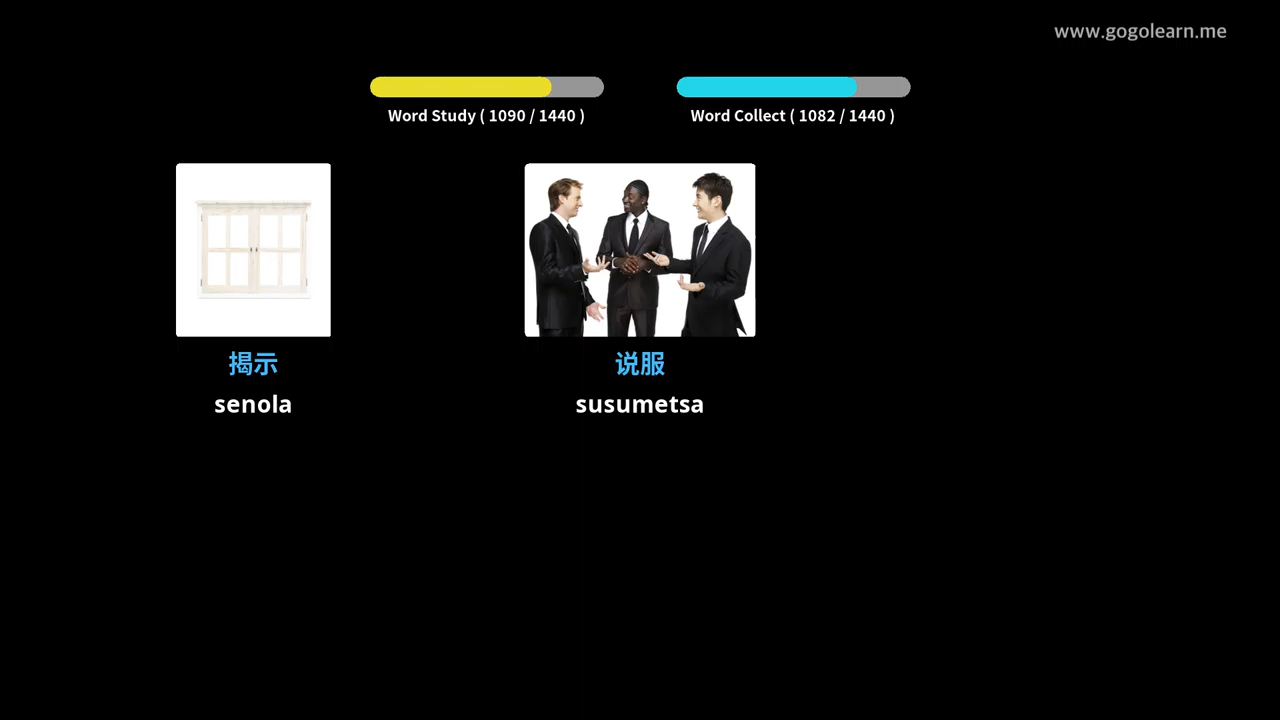 www.gogolearn.me
Word Study ( 1090 / 1440 )
Word Collect ( 1082 / 1440 )
揭示
senola
说服
susumetsa